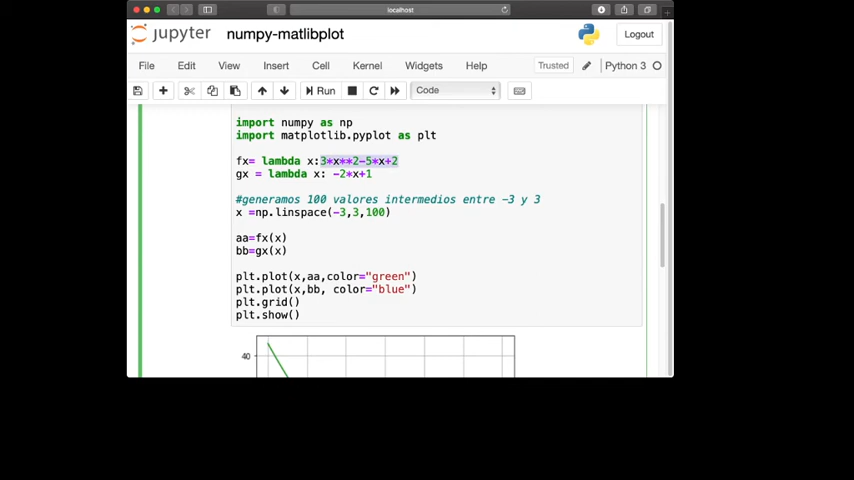 localhost
jupyter numpy-matlibplot Logout
File Edit View Insert Cell Kernel Widgets Help Trusted Python 3
Run Code
import numpy as np
import matplotlib.pyplot as plt
fx= lambda x:3*x**2-5*x+2
gx = lambda x: -2*x+1
#generamos 100 valores intermedios entre -3 y 3
x =np.linspace(-3,3,100)
aa=fx(x)
bb=gx(x)
plt.plot(x,aa,color="green")
plt.plot(x,bb, color="blue")
plt.grid()
plt.show()
40